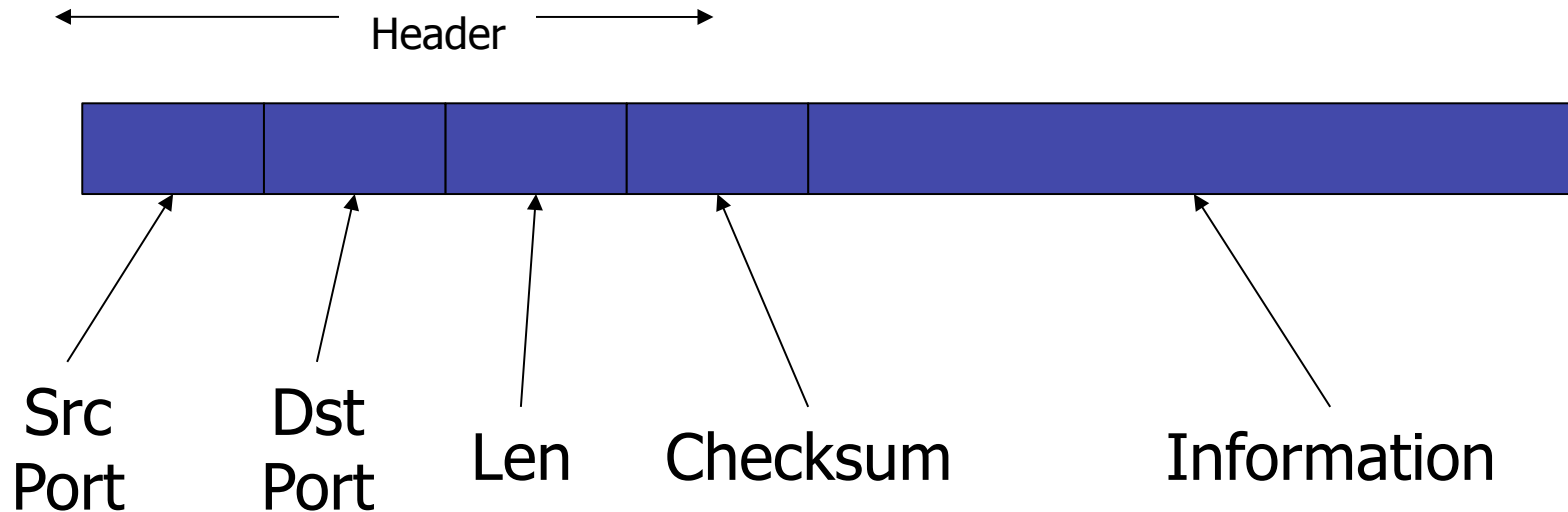 Header
Src
Port
Dst
Port
Len
Checksum
Information